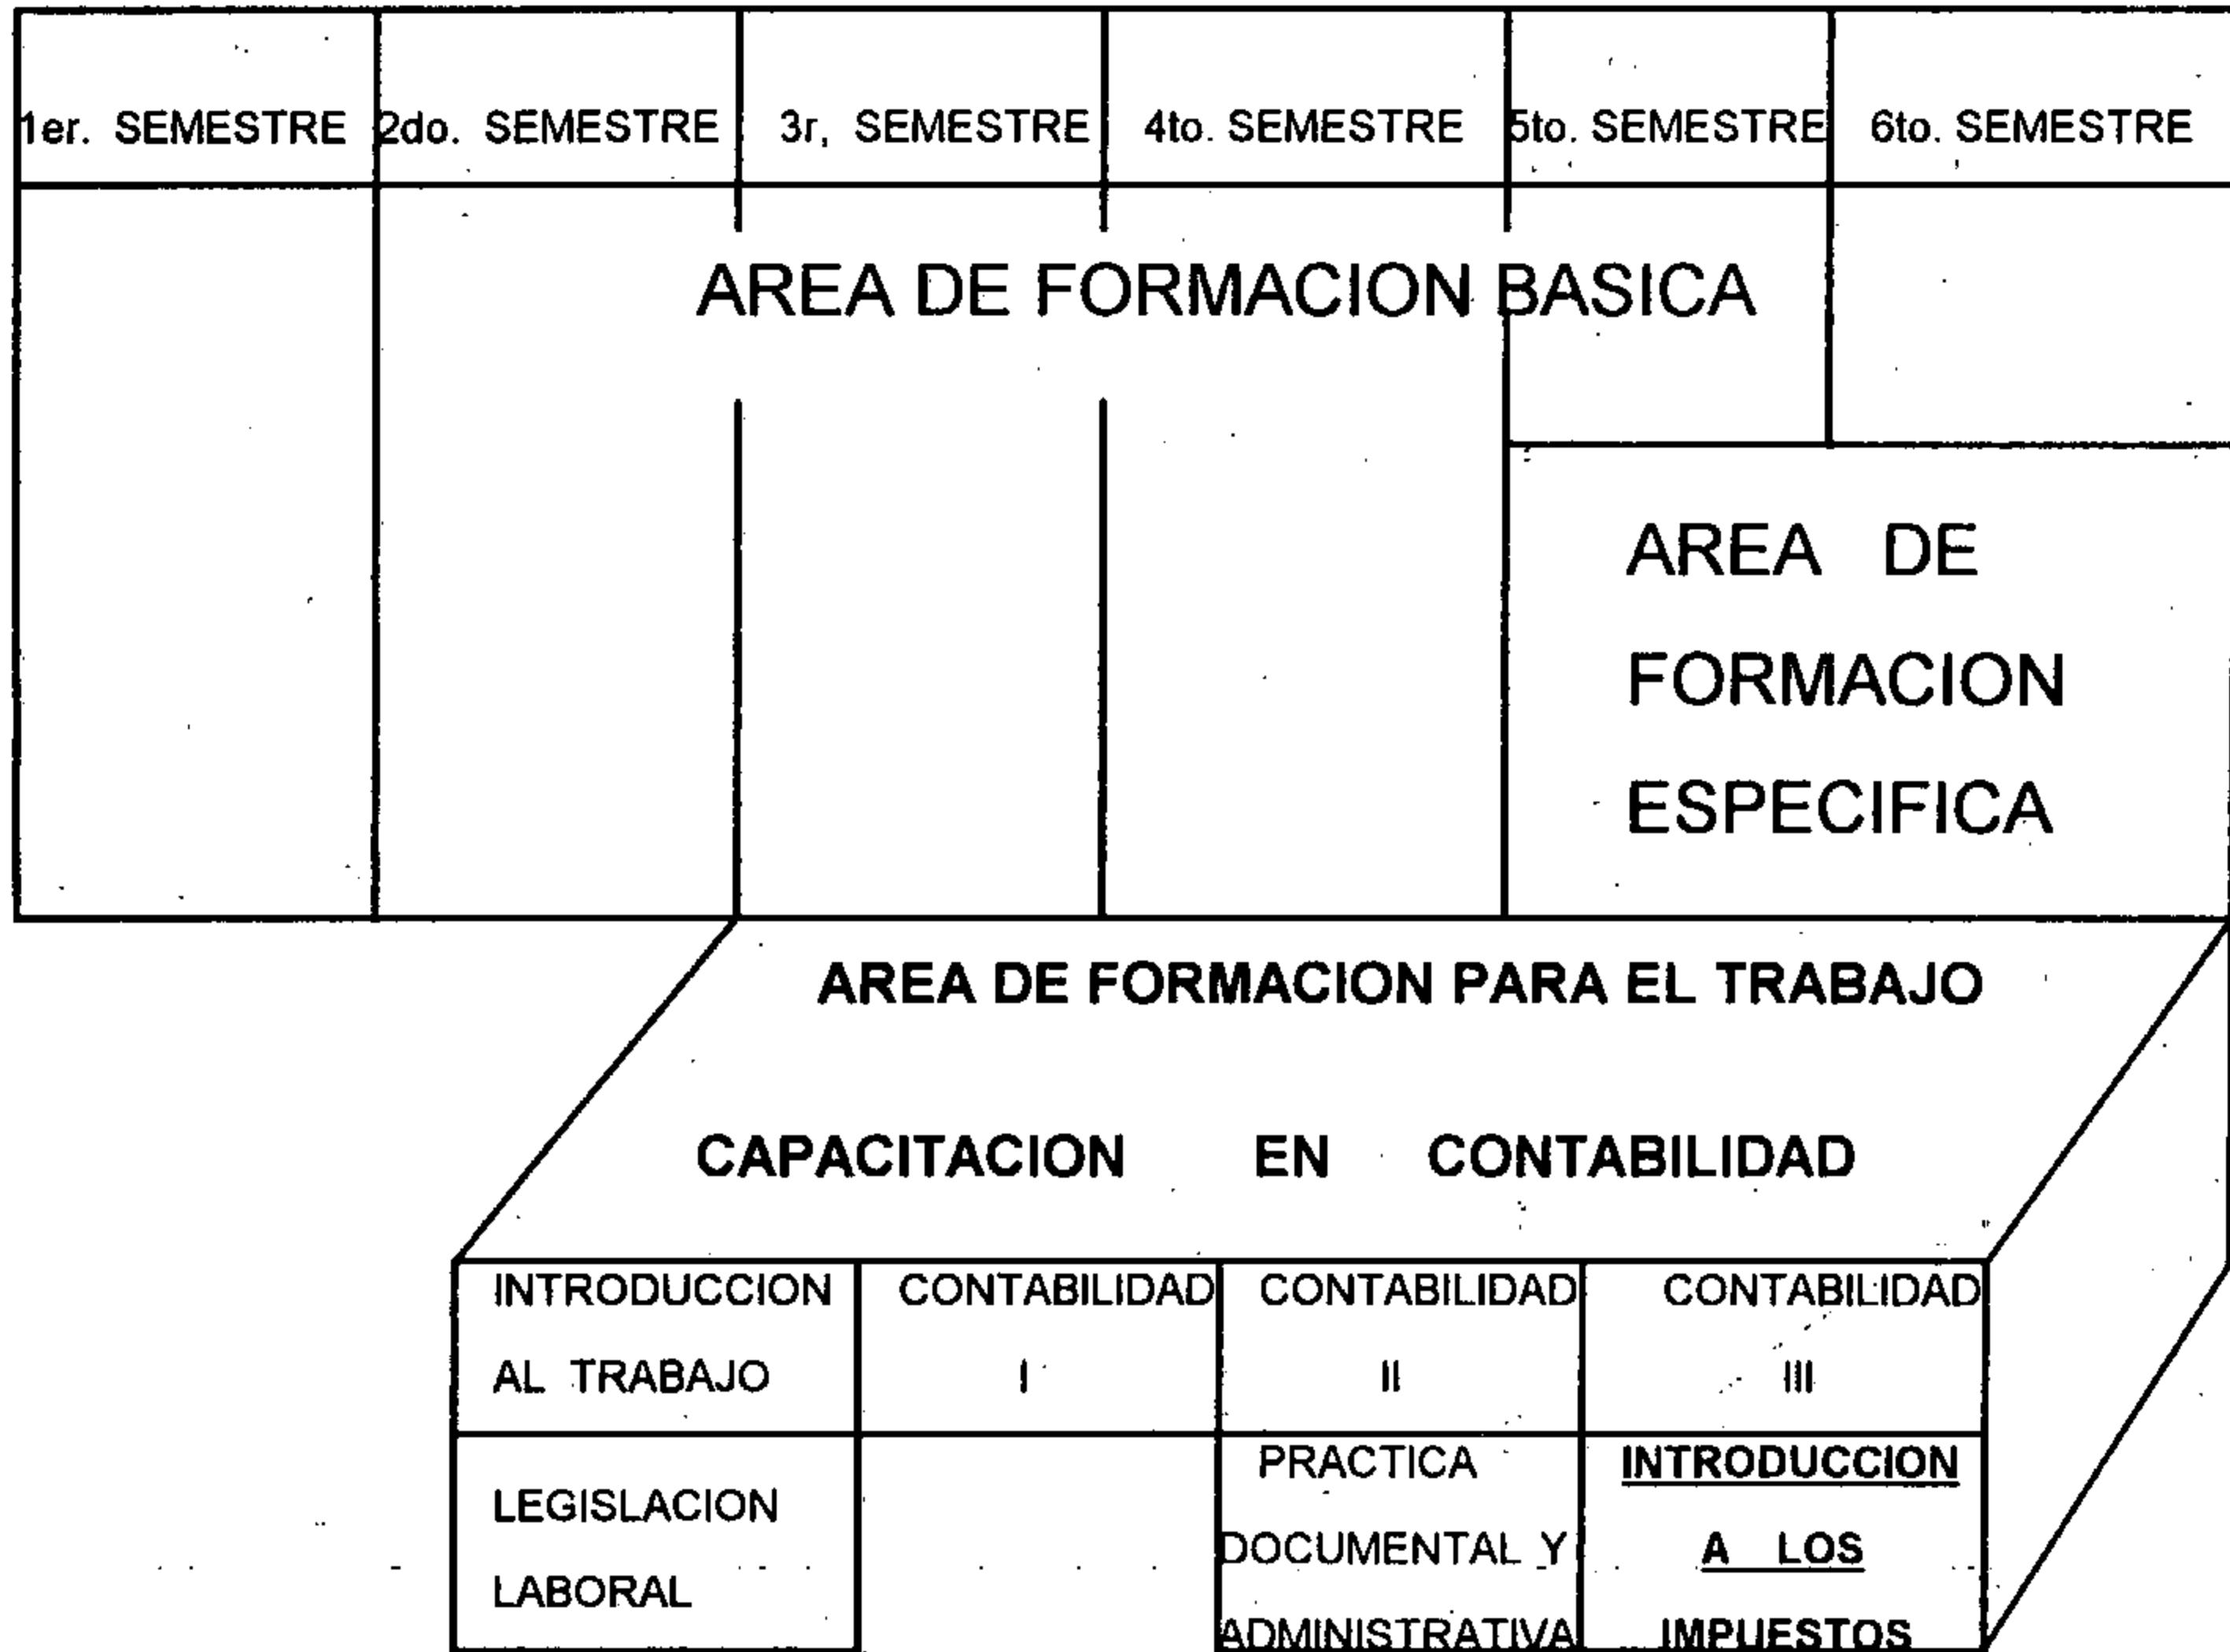 1er. SEMESTRE 2do. SEMESTRE 3r, SEMESTRE 4to. SEMESTRE 5to. SEMESTRE 6to. SEMESTRE
AREA DE FORMACION BASICA
AREA DE
FORMACION
ESPECIFICA
AREA DE FORMACION PARA EL TRABAJO
CAPACITACION EN CONTABILIDAD
INTRODUCCION
AL TRABAJO
CONTABILIDAD
I
CONTABILIDAD
II
CONTABILIDAD
III
LEGISLACION
LABORAL
PRACTICA
DOCUMENTAL Y
ADMINISTRATIVA
INTRODUCCION
A LOS
IMPUESTOS